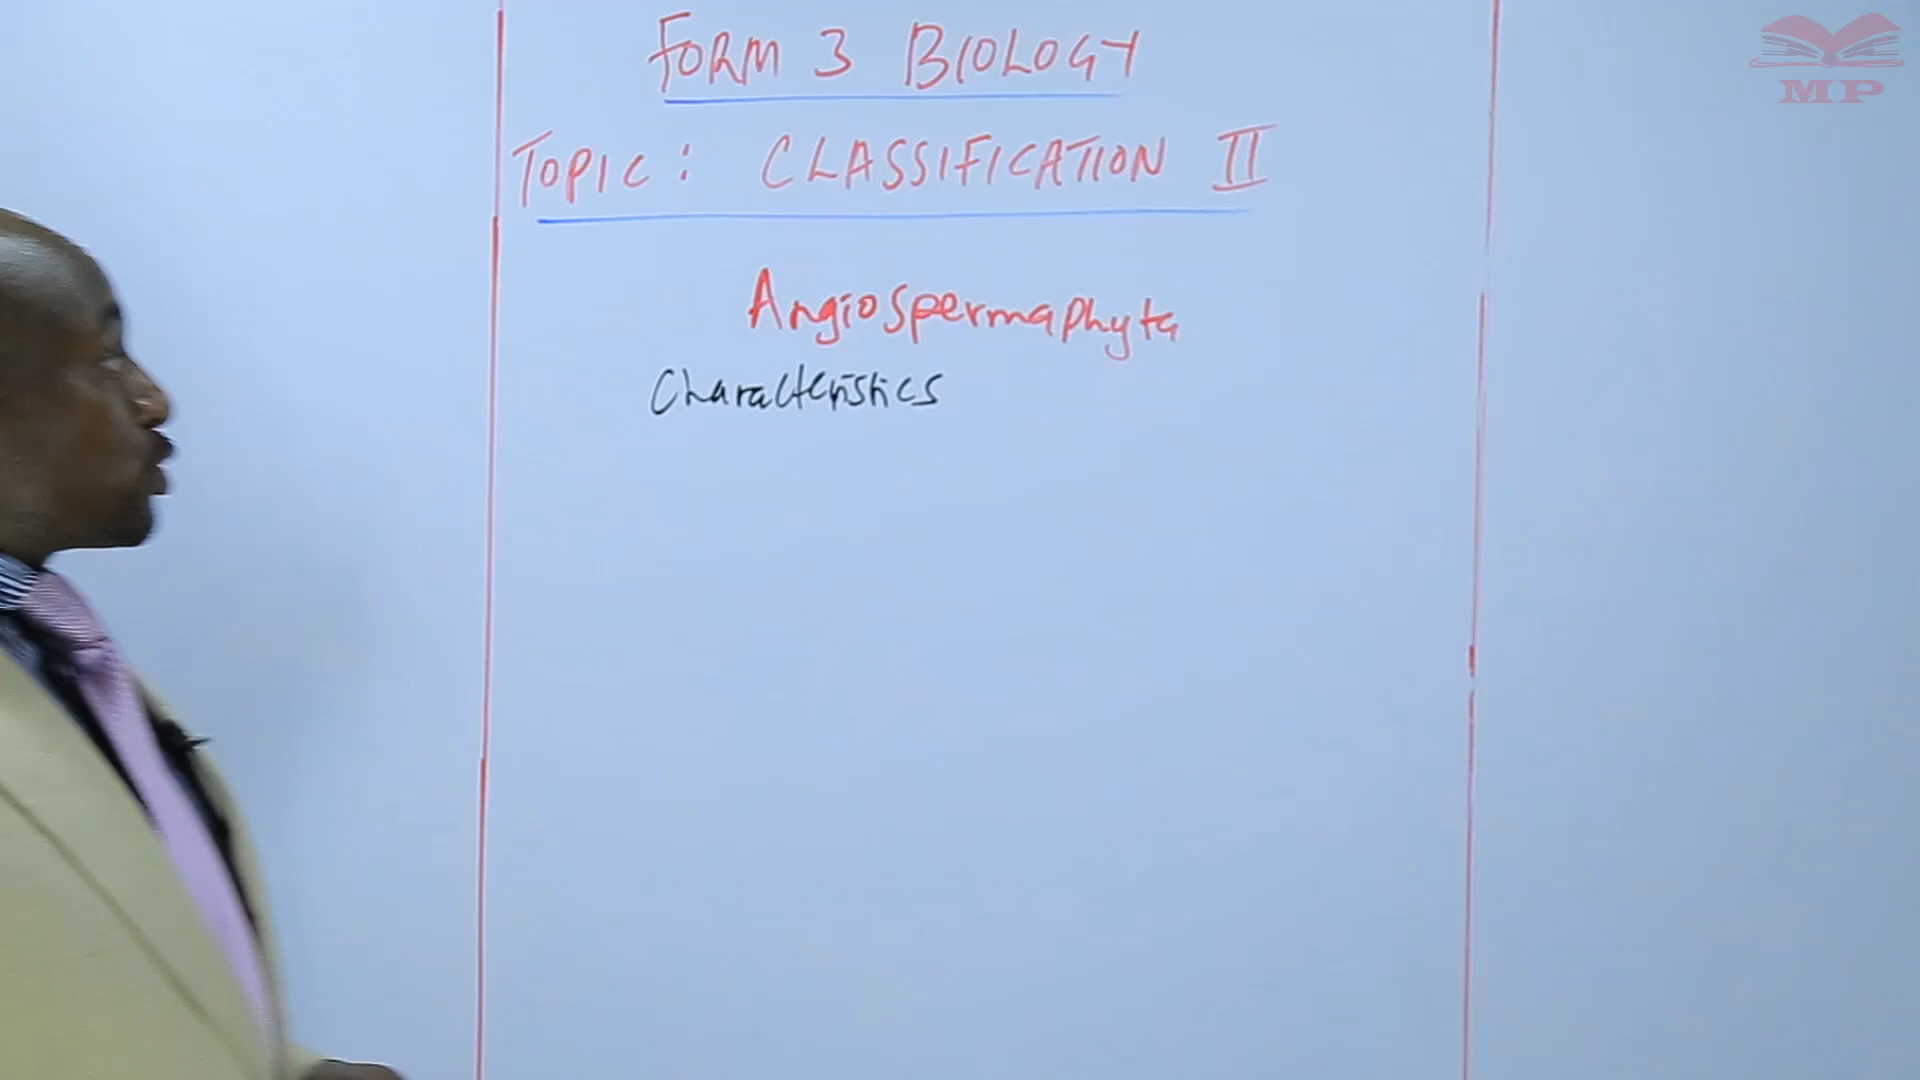 FORM 3 BIOLOGY
TOPIC: CLASSIFICATION II
Angiospermaphyta
Characteristics
MP